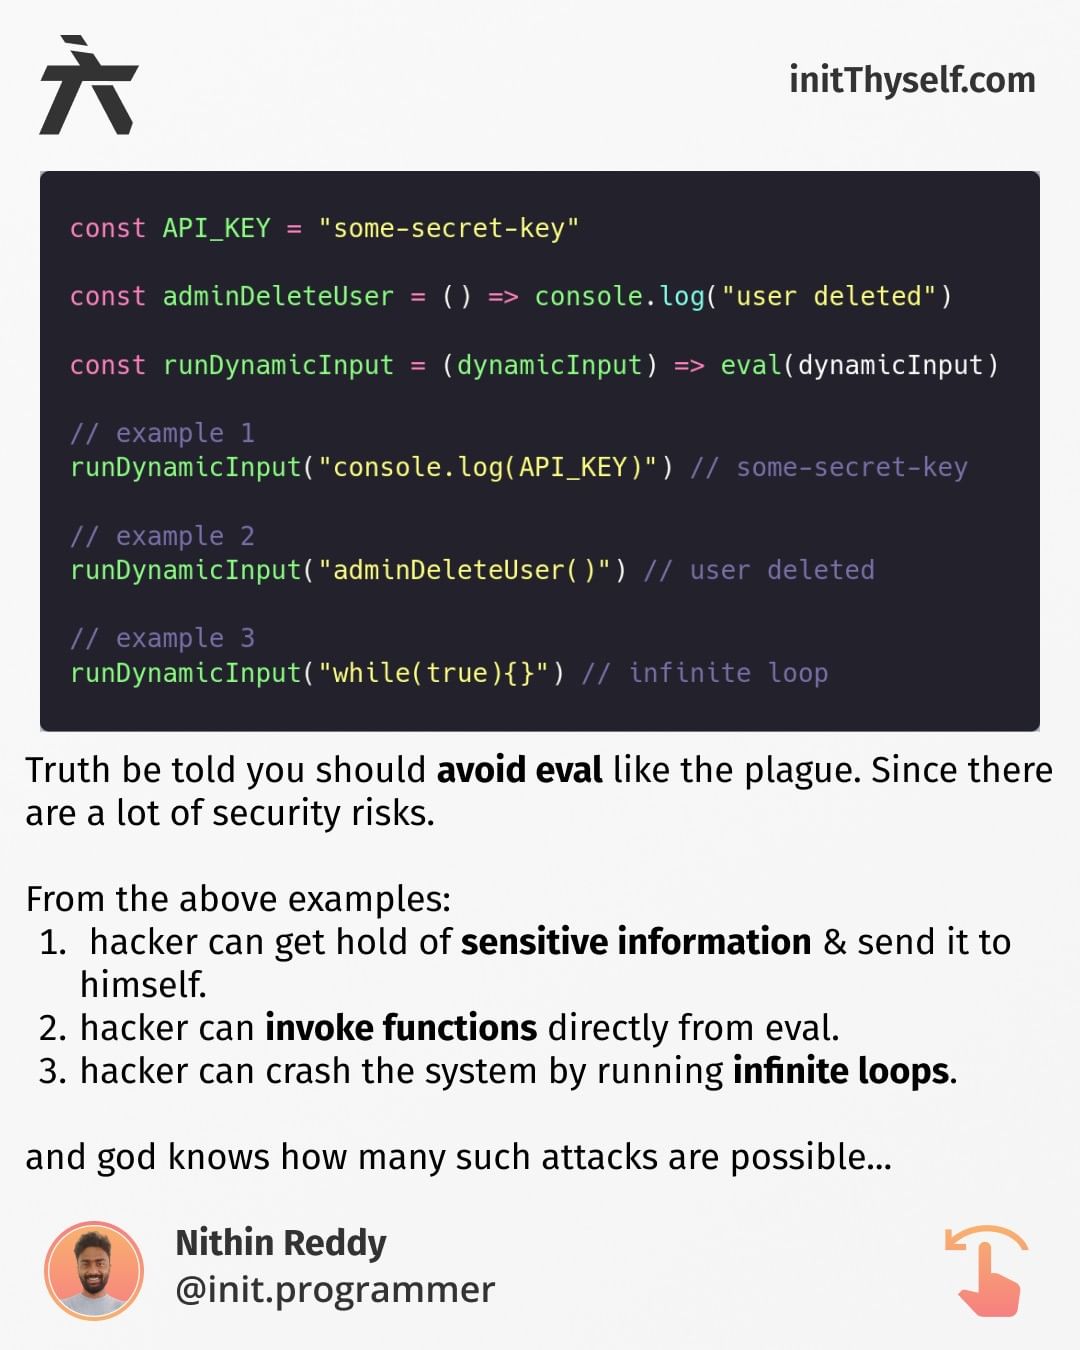 initThyself.com
const API_KEY = "some-secret-key"
const adminDeleteUser = () => console.log("user deleted")
const runDynamicInput = (dynamicInput) => eval(dynamicInput)
// example 1
runDynamicInput("console.log(API_KEY)") // some-secret-key
// example 2
runDynamicInput("adminDeleteUser()") // user deleted
// example 3
runDynamicInput("while(true){}") // infinite loop
Truth be told you should avoid eval like the plague. Since there
are a lot of security risks.
From the above examples:
1. hacker can get hold of sensitive information & send it to
himself.
2. hacker can invoke functions directly from eval.
3. hacker can crash the system by running infinite loops.
and god knows how many such attacks are possible...
Nithin Reddy
@init.programmer